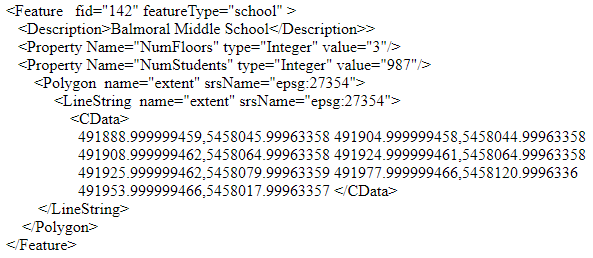 <Feature   fid="142" featureType="school" >
<Description>Balmoral Middle School</Description>>
<Property Name="NumFloors" type="Integer" value="3"/>
<Property Name="NumStudents" type="Integer" value="987"/>
<Polygon  name="extent" srsName="epsg:27354">
<LineString  name="extent" srsName="epsg:27354">
<CData>
491888.999999459,5458045.99963358 491904.999999458,5458044.99963358
491908.999999462,5458064.99963358 491924.999999461,5458064.99963358
491925.999999462,5458079.99963359 491977.999999466,5458120.9996336
491953.999999466,5458017.99963357 </CData>
</LineString>
</Polygon>
</Feature>